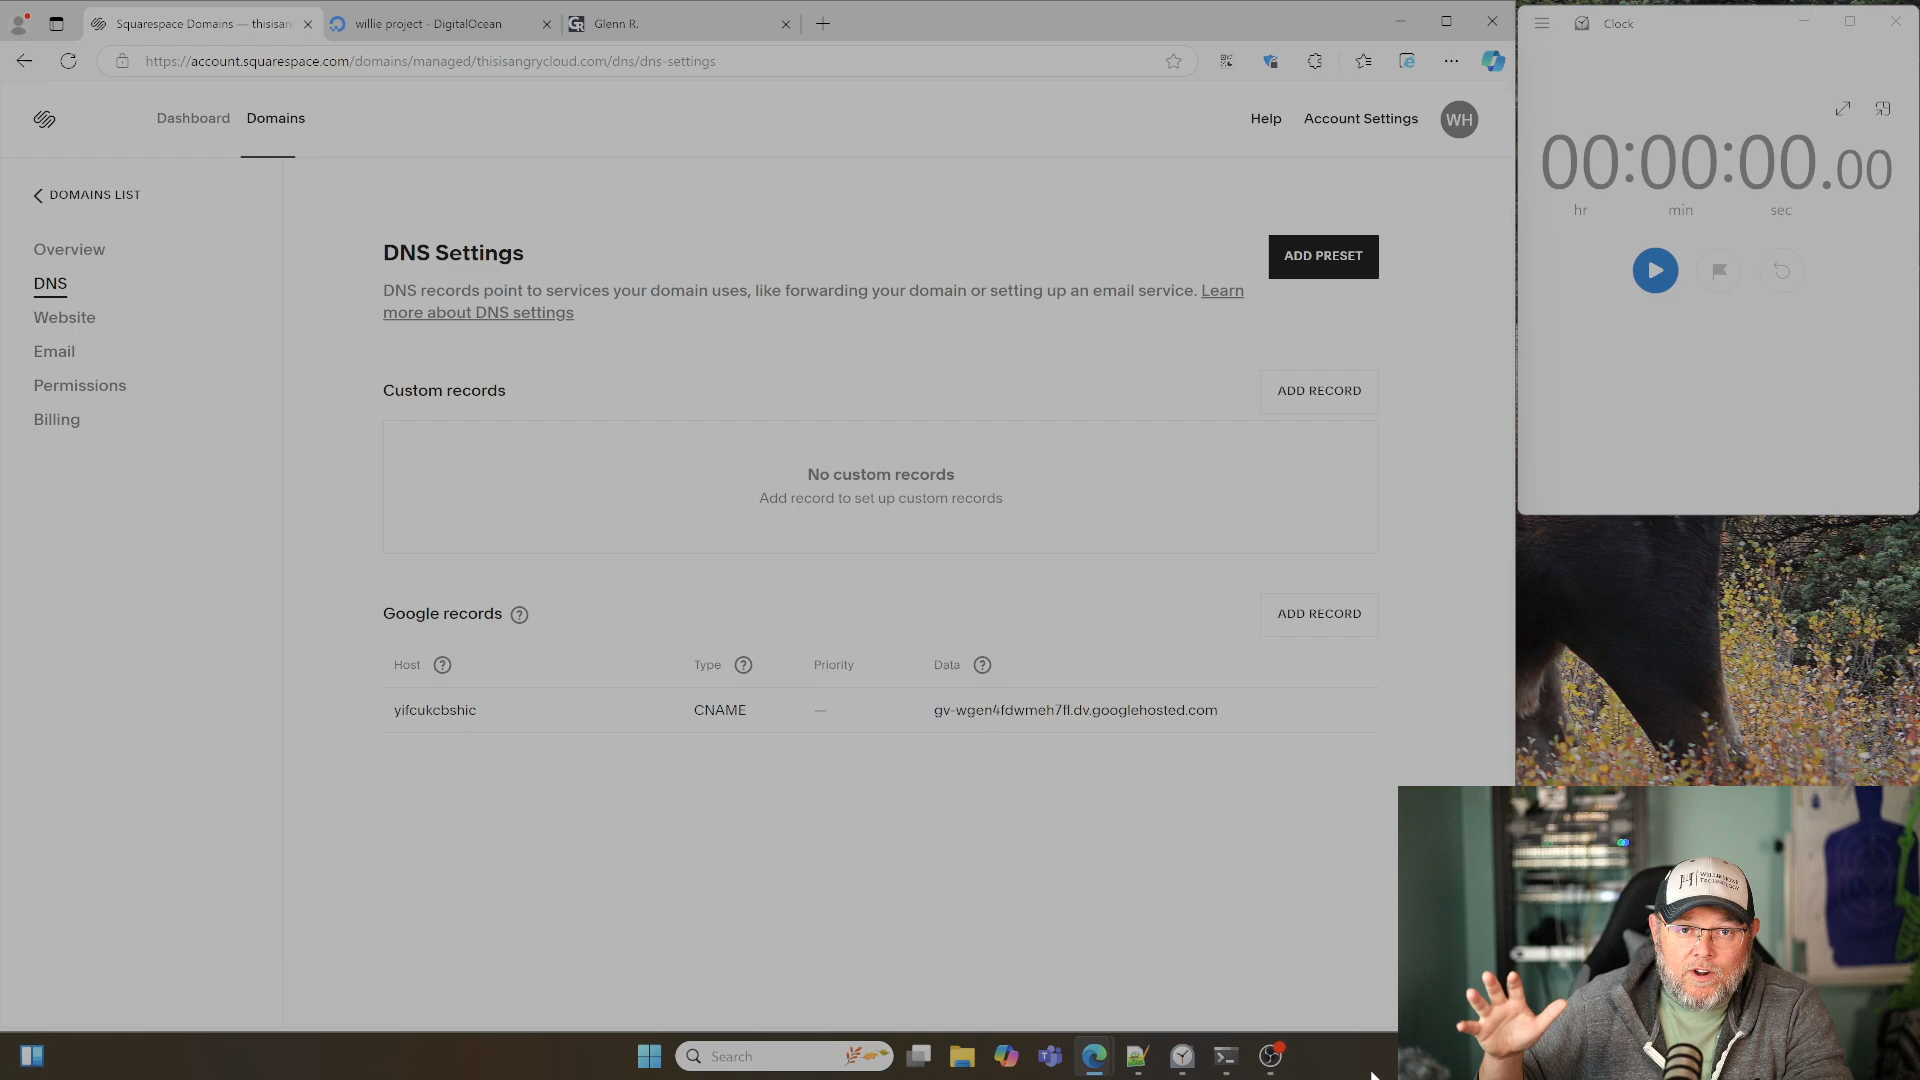 Squarespace Domains — thisisan
willie project - DigitalOcean
Glenn R.
Clock
https://account.squarespace.com/domains/managed/thisisangrycloud.com/dns/dns-settings
Dashboard
Domains
Help
Account Settings
WH
00:00:00.00
hr
min
sec
DOMAINS LIST
Overview
DNS
Website
Email
Permissions
Billing
DNS Settings
ADD PRESET
DNS records point to services your domain uses, like forwarding your domain or setting up an email service. Learn
more about DNS settings
Custom records
ADD RECORD
No custom records
Add record to set up custom records
Google records
ADD RECORD
Host
Type
Priority
Data
yifcukcbshic
CNAME
—
gv-wgen4fdwmeh7fl.dv.googlehosted.com
Search